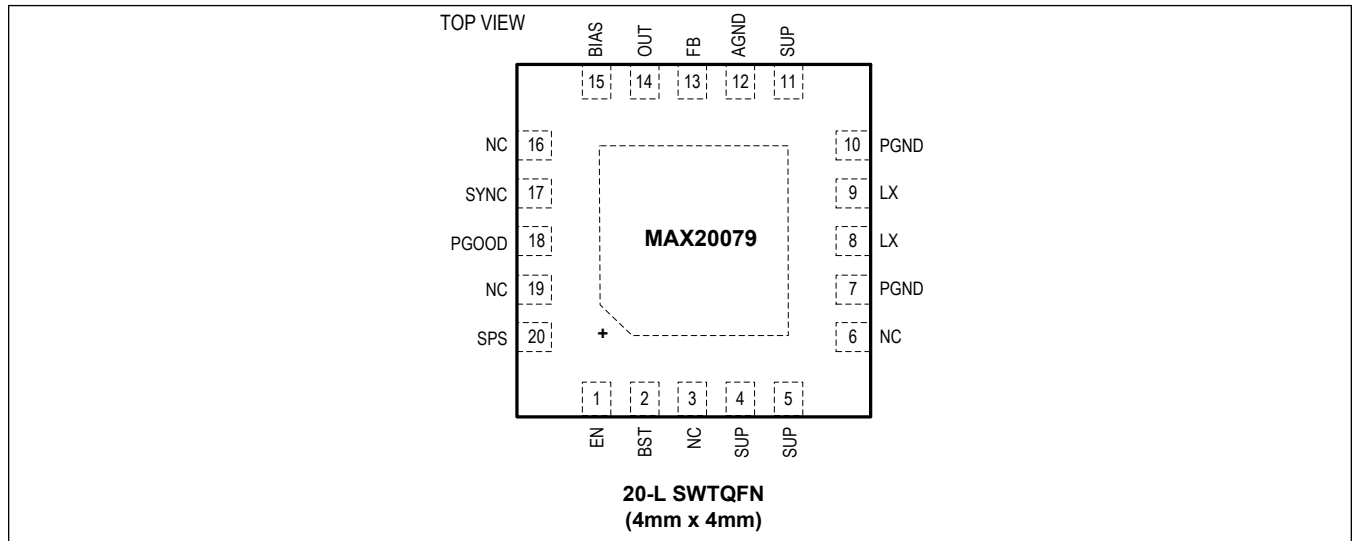 TOP VIEW
BIAS
OUT
FB
AGND
SUP
15
14
13
12
11
NC
16
10
PGND
SYNC
17
9
LX
PGOOD
18
MAX20079
8
LX
NC
19
7
PGND
SPS
20
+
6
NC
1
2
3
4
5
EN
BST
NC
SUP
SUP
20-L SWTQFN
(4mm x 4mm)